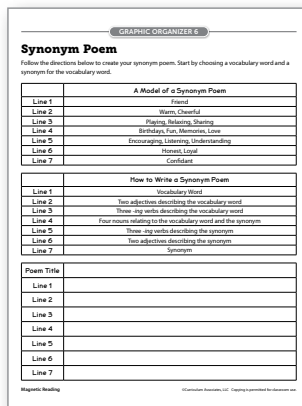 GRAPHIC ORGANIZER 6
Synonym Poem
Follow the directions below to create your synonym poem. Start by choosing a vocabulary word and a
synonym for the vocabulary word.
A Model of a Synonym Poem
Line 1 Friend
Line 2 Warm, Cheerful
Line 3 Playing, Relaxing, Sharing
Line 4 Birthdays, Fun, Memories, Love
Line 5 Encouraging, Listening, Understanding
Line 6 Honest, Loyal
Line 7 Confidant
How to Write a Synonym Poem
Line 1 Vocabulary Word
Line 2 Two adjectives describing the vocabulary word
Line 3 Three -ing verbs describing the vocabulary word
Line 4 Four nouns relating to the vocabulary word and the synonym
Line 5 Three -ing verbs describing the synonym
Line 6 Two adjectives describing the synonym
Line 7 Synonym
Poem Title
Line 1
Line 2
Line 3
Line 4
Line 5
Line 6
Line 7
Magnetic Reading ©Curriculum Associates, LLC Copying is permitted for classroom use.